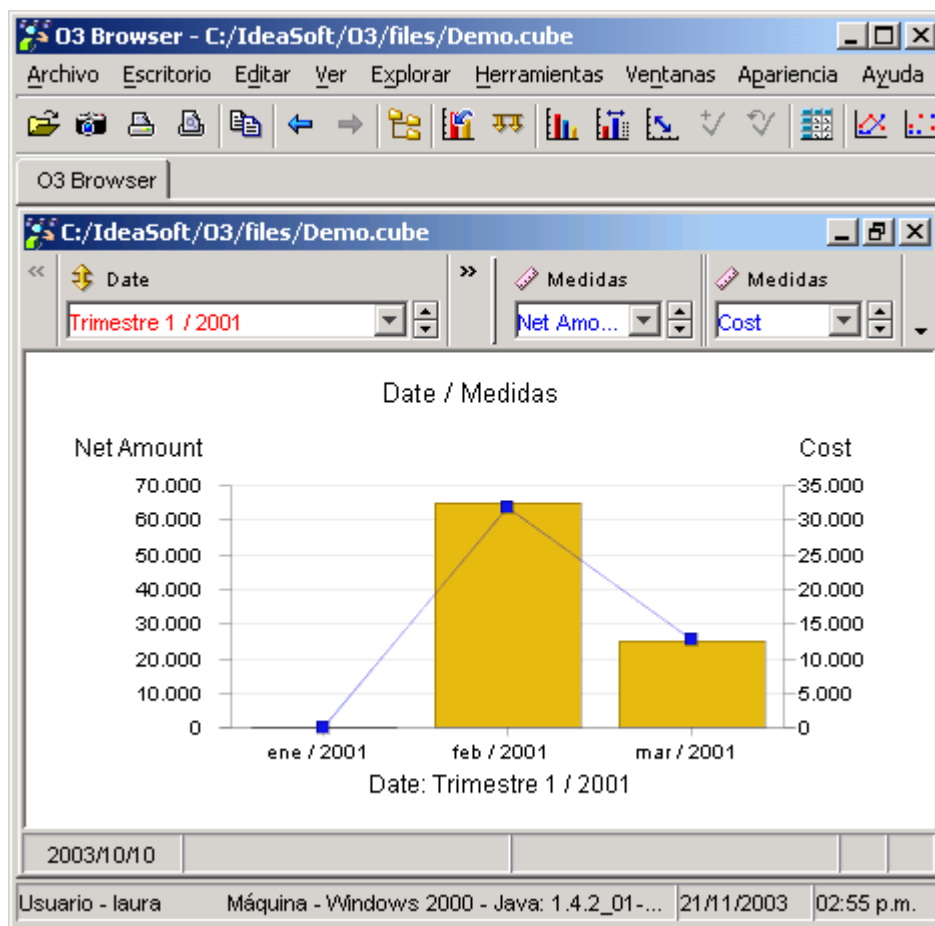 O3 Browser - C:/IdeaSoft/O3/files/Demo.cube
Archivo Escritorio Editar Ver Explorar Herramientas Ventanas Apariencia Ayuda
O3 Browser
C:/IdeaSoft/O3/files/Demo.cube
Date Medidas Medidas
Trimestre 1 / 2001 Net Amo... Cost
Date / Medidas
Net Amount Cost
70.000 35.000
60.000 30.000
50.000 25.000
40.000 20.000
30.000 15.000
20.000 10.000
10.000 5.000
0 0
ene / 2001 feb / 2001 mar / 2001
Date: Trimestre 1 / 2001
2003/10/10
Usuario - laura Máquina - Windows 2000 - Java: 1.4.2_01-... 21/11/2003 02:55 p.m.